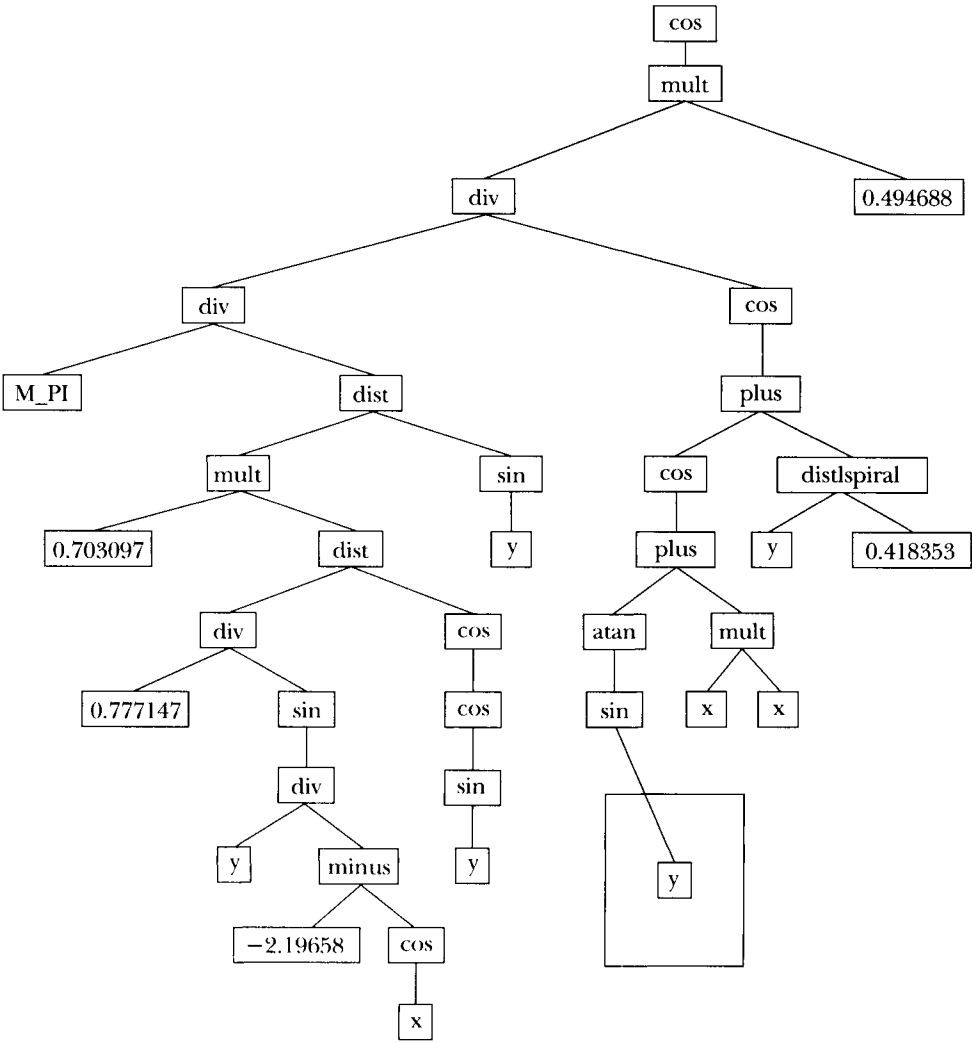 cos
mult
div 0.494688
div cos
M_PI dist plus
mult sin cos distlspiral
0.703097 dist y plus y 0.418353
div cos atan mult
0.777147 sin cos sin x x
div sin
y minus y y
−2.19658 cos
x